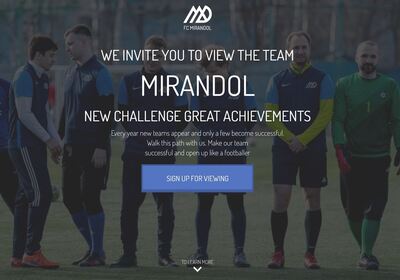 FC MIRANDOL
WE INVITE YOU TO VIEW THE TEAM
MIRANDOL
NEW CHALLENGE GREAT ACHIEVEMENTS
Every year new teams appear and only a few become successful.
Walk this path with us. Make our team
successful and open up like a footballer
SIGN UP FOR VIEWING
TO LEARN MORE